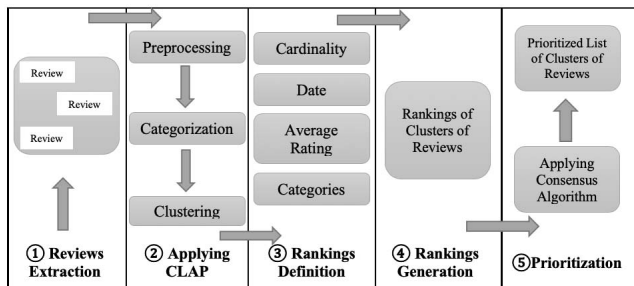 Review
Review
Review
① Reviews
Extraction
Preprocessing
Categorization
Clustering
② Applying
CLAP
Cardinality
Date
Average
Rating
Categories
③ Rankings
Definition
Rankings
of Clusters
of Reviews
④ Rankings
Generation
Prioritized List
of Clusters of
Reviews
Applying
Consensus
Algorithm
⑤Prioritization